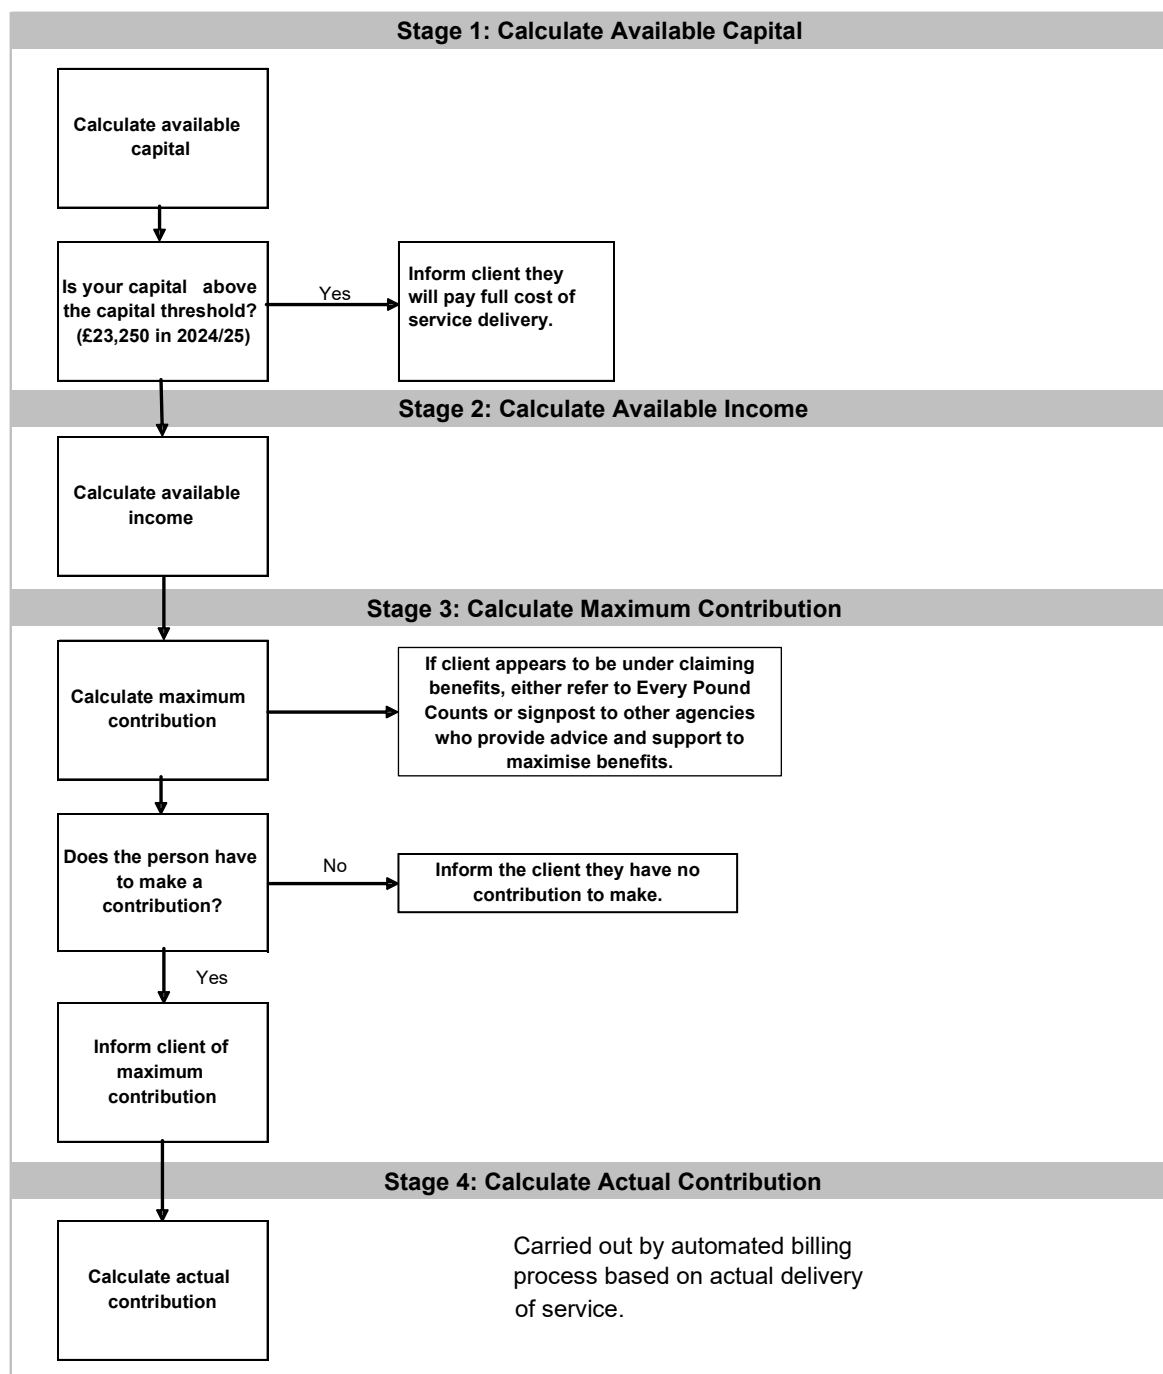 Stage 1: Calculate Available Capital
Calculate available
capital
Is your capital above
the capital threshold?
(£23,250 in 2024/25)
Yes
Inform client they
will pay full cost of
service delivery.
Stage 2: Calculate Available Income
Calculate available
income
Stage 3: Calculate Maximum Contribution
Calculate maximum
contribution
If client appears to be under claiming
benefits, either refer to Every Pound
Counts or signpost to other agencies
who provide advice and support to
maximise benefits.
Does the person have
to make a
contribution?
No
Inform the client they have no
contribution to make.
Yes
Inform client of
maximum
contribution
Stage 4: Calculate Actual Contribution
Calculate actual
contribution
Carried out by automated billing
process based on actual delivery
of service.